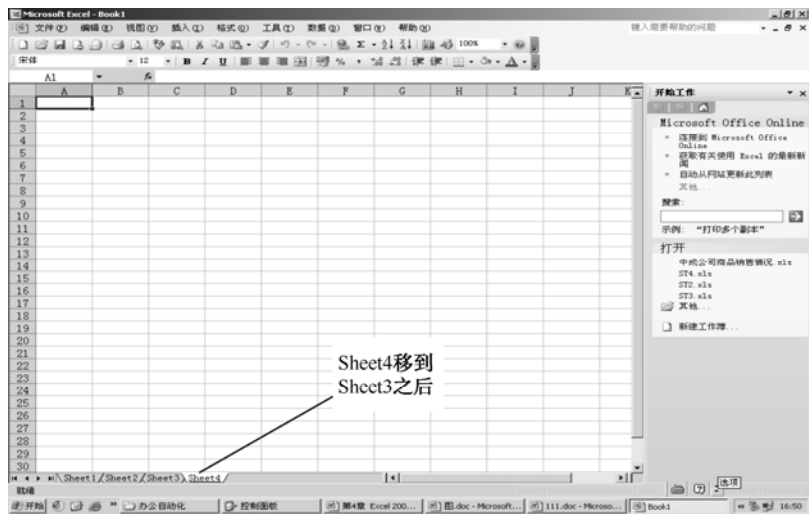 Microsoft Excel - Book1
文件(F) 编辑(E) 视图(V) 插入(I) 格式(O) 工具(T) 数据(D) 窗口(W) 帮助(H) 键入需要帮助的问题
100%
宋体 12 B I U
A1 fx
A B C D E F G H I J K
1
2
3
4
5
6
7
8
9
10
11
12
13
14
15
16
17
18
19
20
21
22
23
24
25
26
27
28
29
30
开始工作
Microsoft Office Online
连接到 Microsoft Office Online
获取有关使用 Excel 的最新新闻
自动从网站更新此列表
其他...
搜索:
示例: "打印多个副本"
打开
中成公司商品销售情况.xls
ST4.xls
ST2.xls
ST3.xls
其他...
新建工作簿...
Sheet4移到
Sheet3之后
Sheet1 Sheet2 Sheet3 Sheet4
就绪
选项
开始 办公自动化 控制面板 第4章 Excel 200... 图.doc - Microsoft... 111.doc - Microso... Book1 16:50